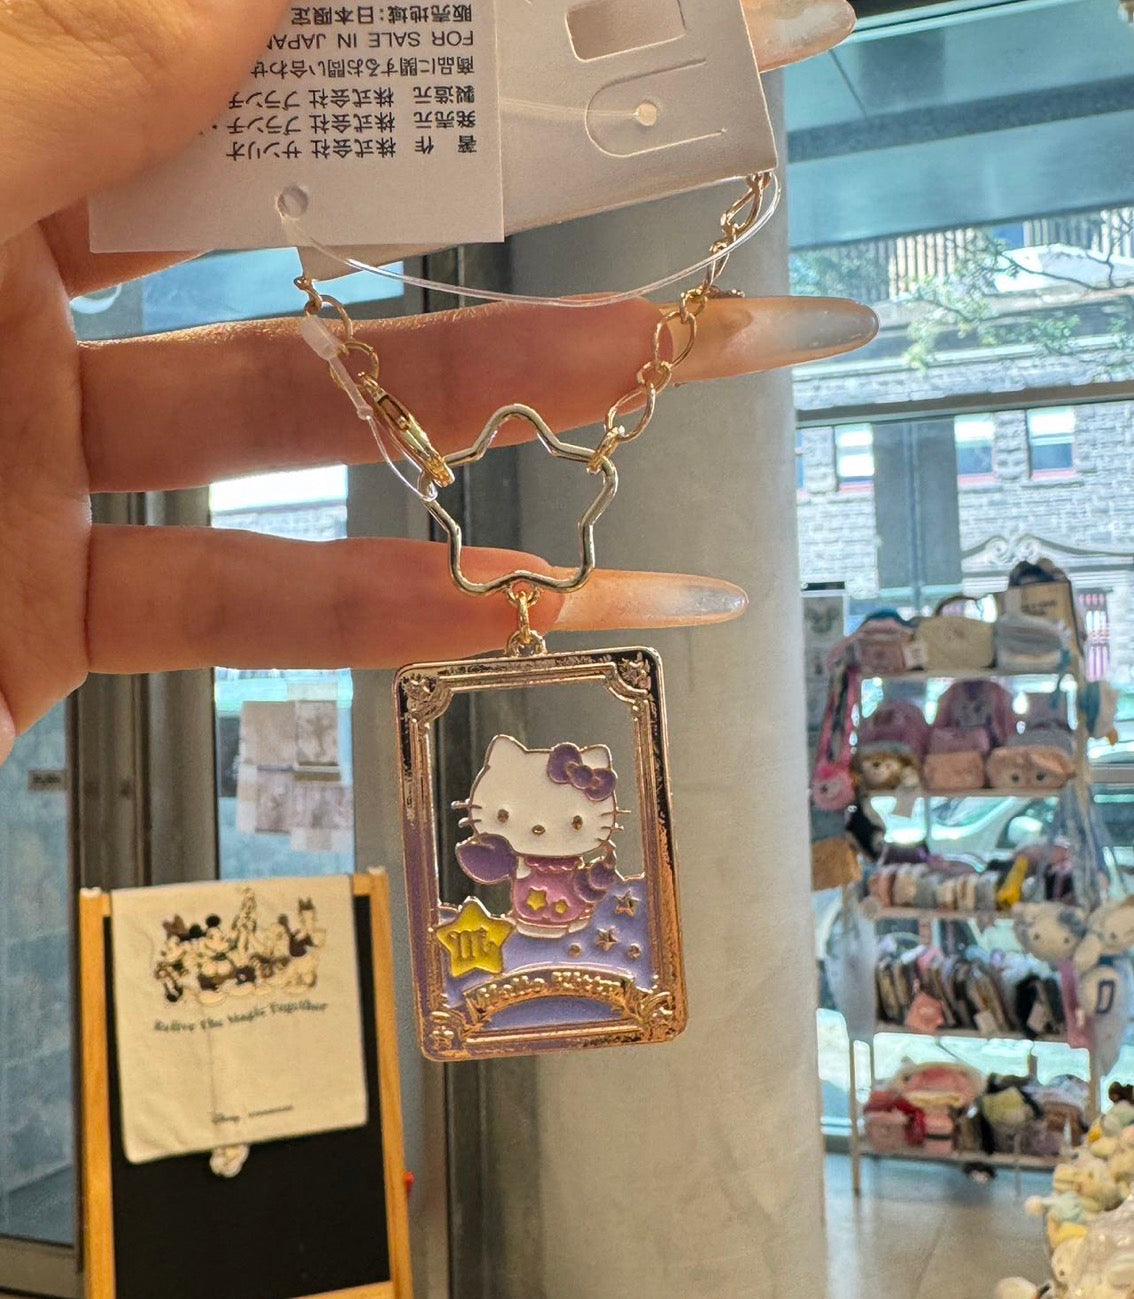 著　作　株式会社 サンリオ
発売元　株式会社 ブランチ・
製造元　株式会社 ブランチ
商品に関するお問い合わせ
FOR SALE IN JAPAN
販売地域：日本限定
♏
Hello Kitty
Relive The Magic Together
Disney
D